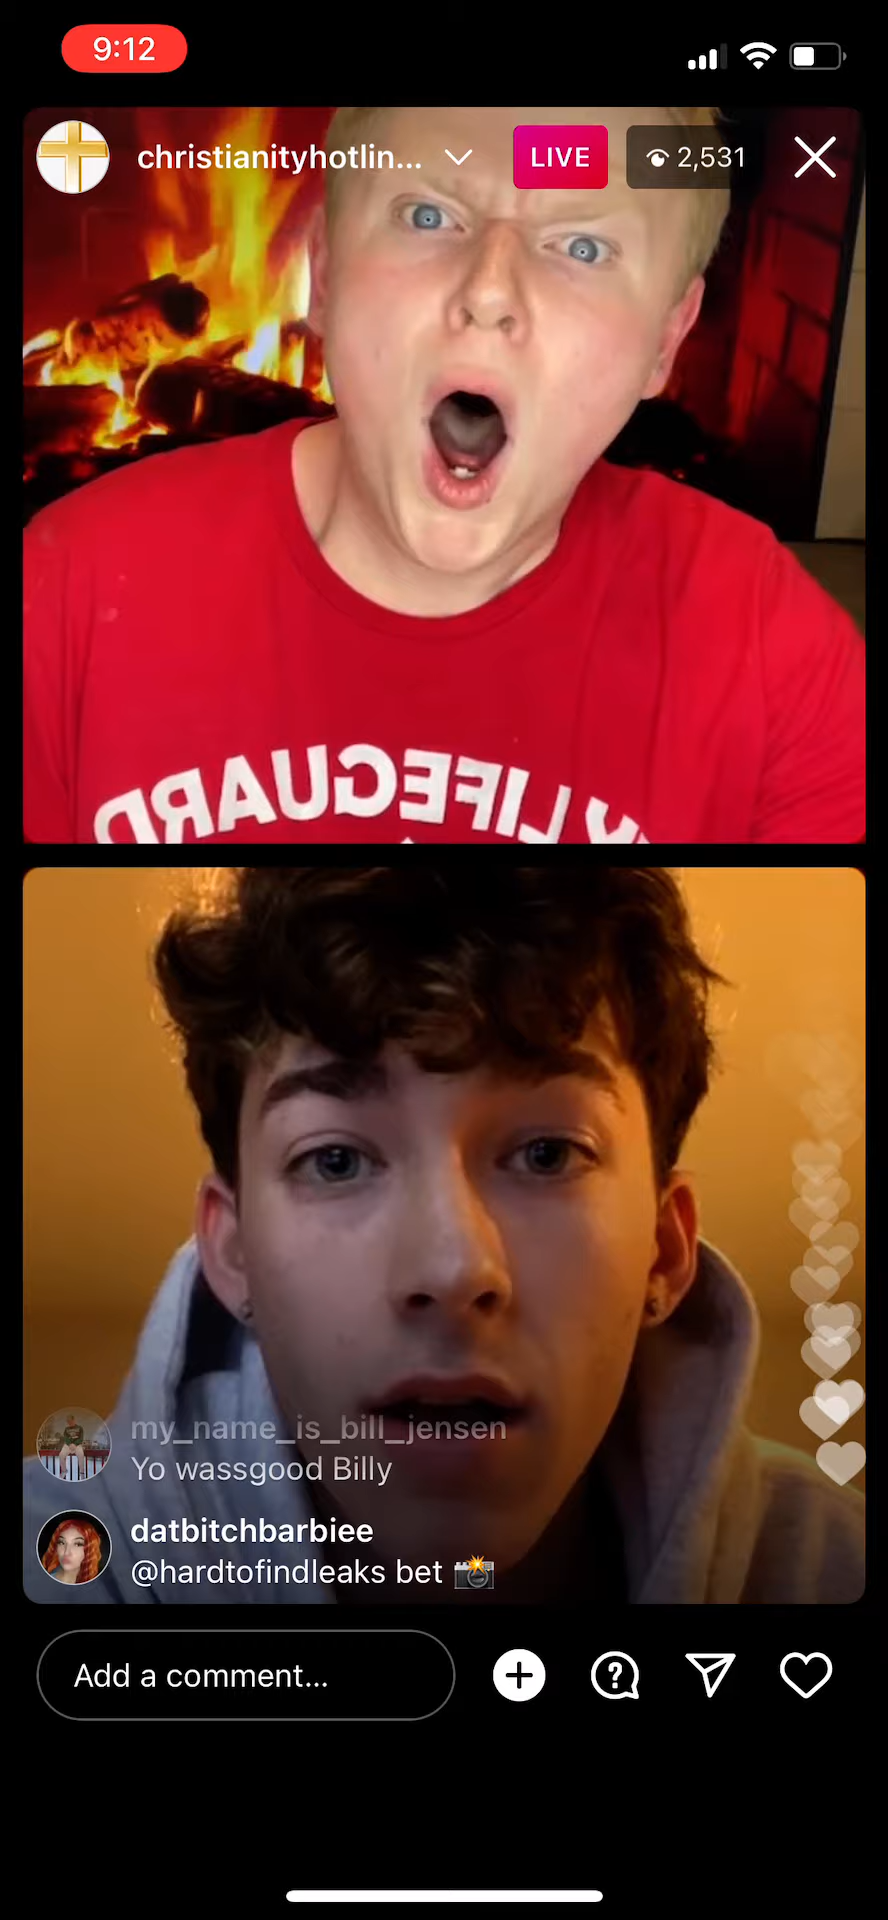 9:12
christianityhotlin...
LIVE
2,531
Y LIFEGUARD
my_name_is_bill_jensen
Yo wassgood Billy
datbitchbarbiee
@hardtofindleaks bet 📸
Add a comment...